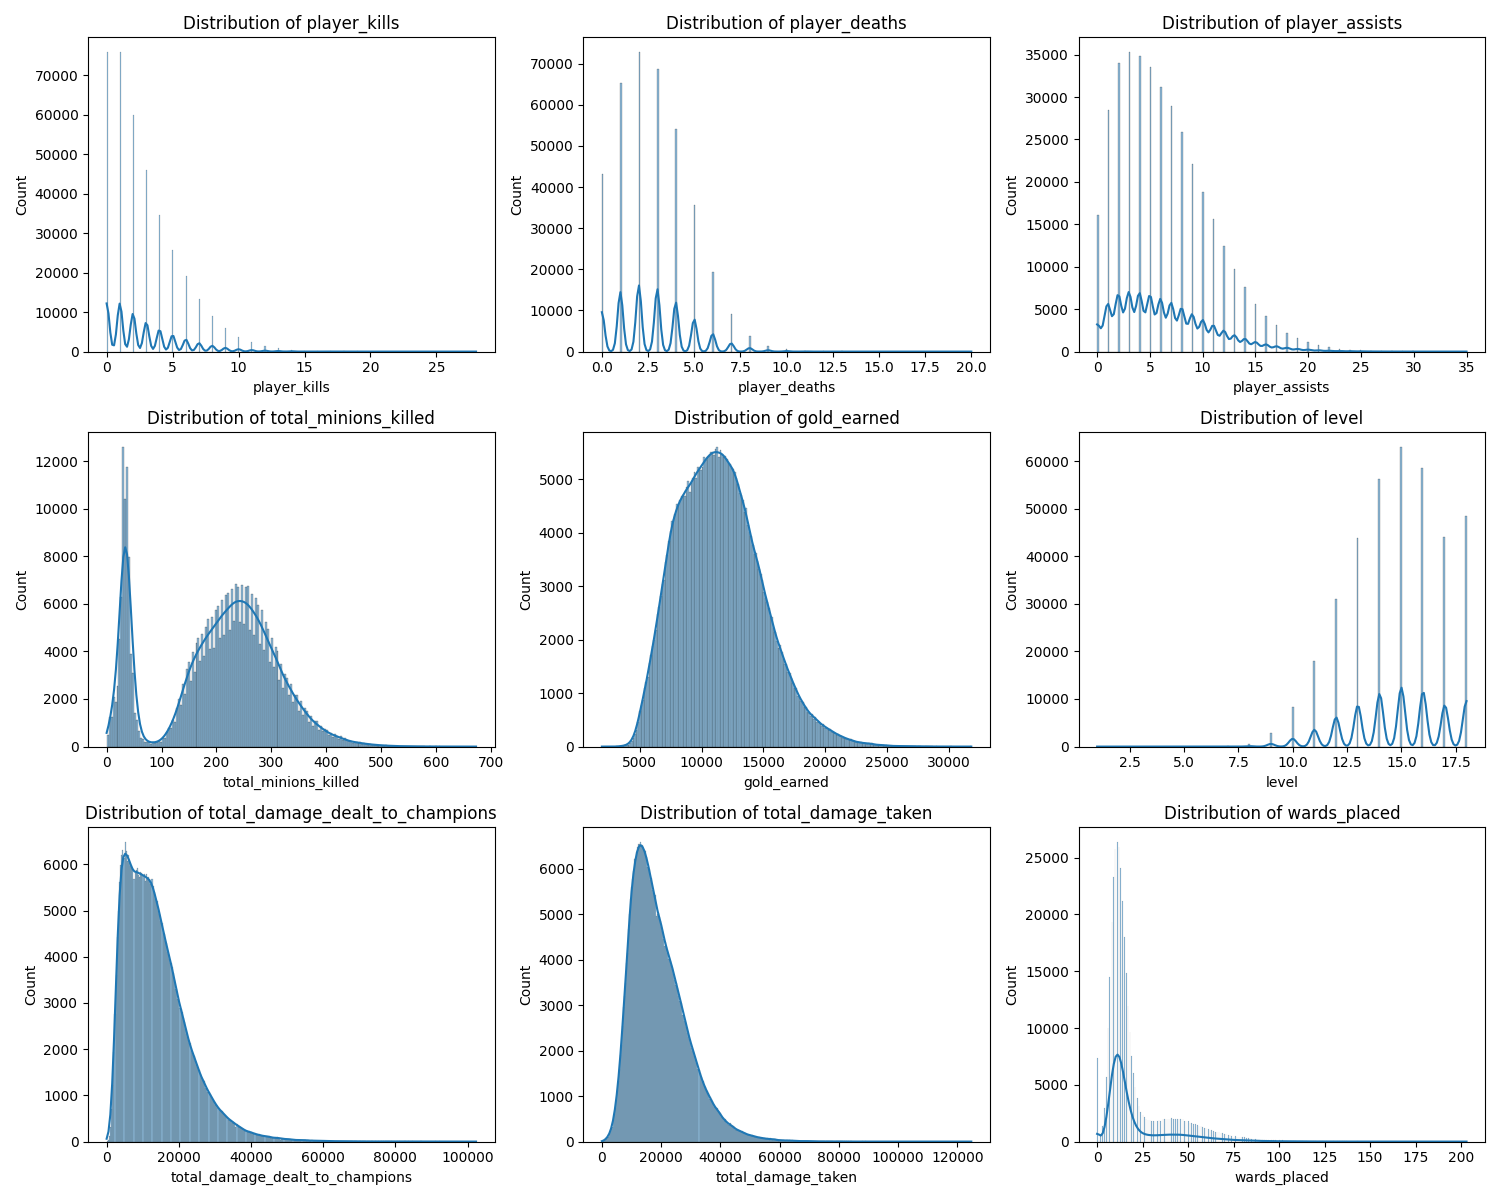 Distribution of player_kills
Count
70000
60000
50000
40000
30000
20000
10000
0
0 5 10 15 20 25
player_kills
Distribution of player_deaths
Count
70000
60000
50000
40000
30000
20000
10000
0
0.0 2.5 5.0 7.5 10.0 12.5 15.0 17.5 20.0
player_deaths
Distribution of player_assists
Count
35000
30000
25000
20000
15000
10000
5000
0
0 5 10 15 20 25 30 35
player_assists
Distribution of total_minions_killed
Count
12000
10000
8000
6000
4000
2000
0
0 100 200 300 400 500 600 700
total_minions_killed
Distribution of gold_earned
Count
5000
4000
3000
2000
1000
0
5000 10000 15000 20000 25000 30000
gold_earned
Distribution of level
Count
60000
50000
40000
30000
20000
10000
0
2.5 5.0 7.5 10.0 12.5 15.0 17.5
level
Distribution of total_damage_dealt_to_champions
Count
6000
5000
4000
3000
2000
1000
0
0 20000 40000 60000 80000 100000
total_damage_dealt_to_champions
Distribution of total_damage_taken
Count
6000
5000
4000
3000
2000
1000
0
0 20000 40000 60000 80000 100000 120000
total_damage_taken
Distribution of wards_placed
Count
25000
20000
15000
10000
5000
0
0 25 50 75 100 125 150 175 200
wards_placed